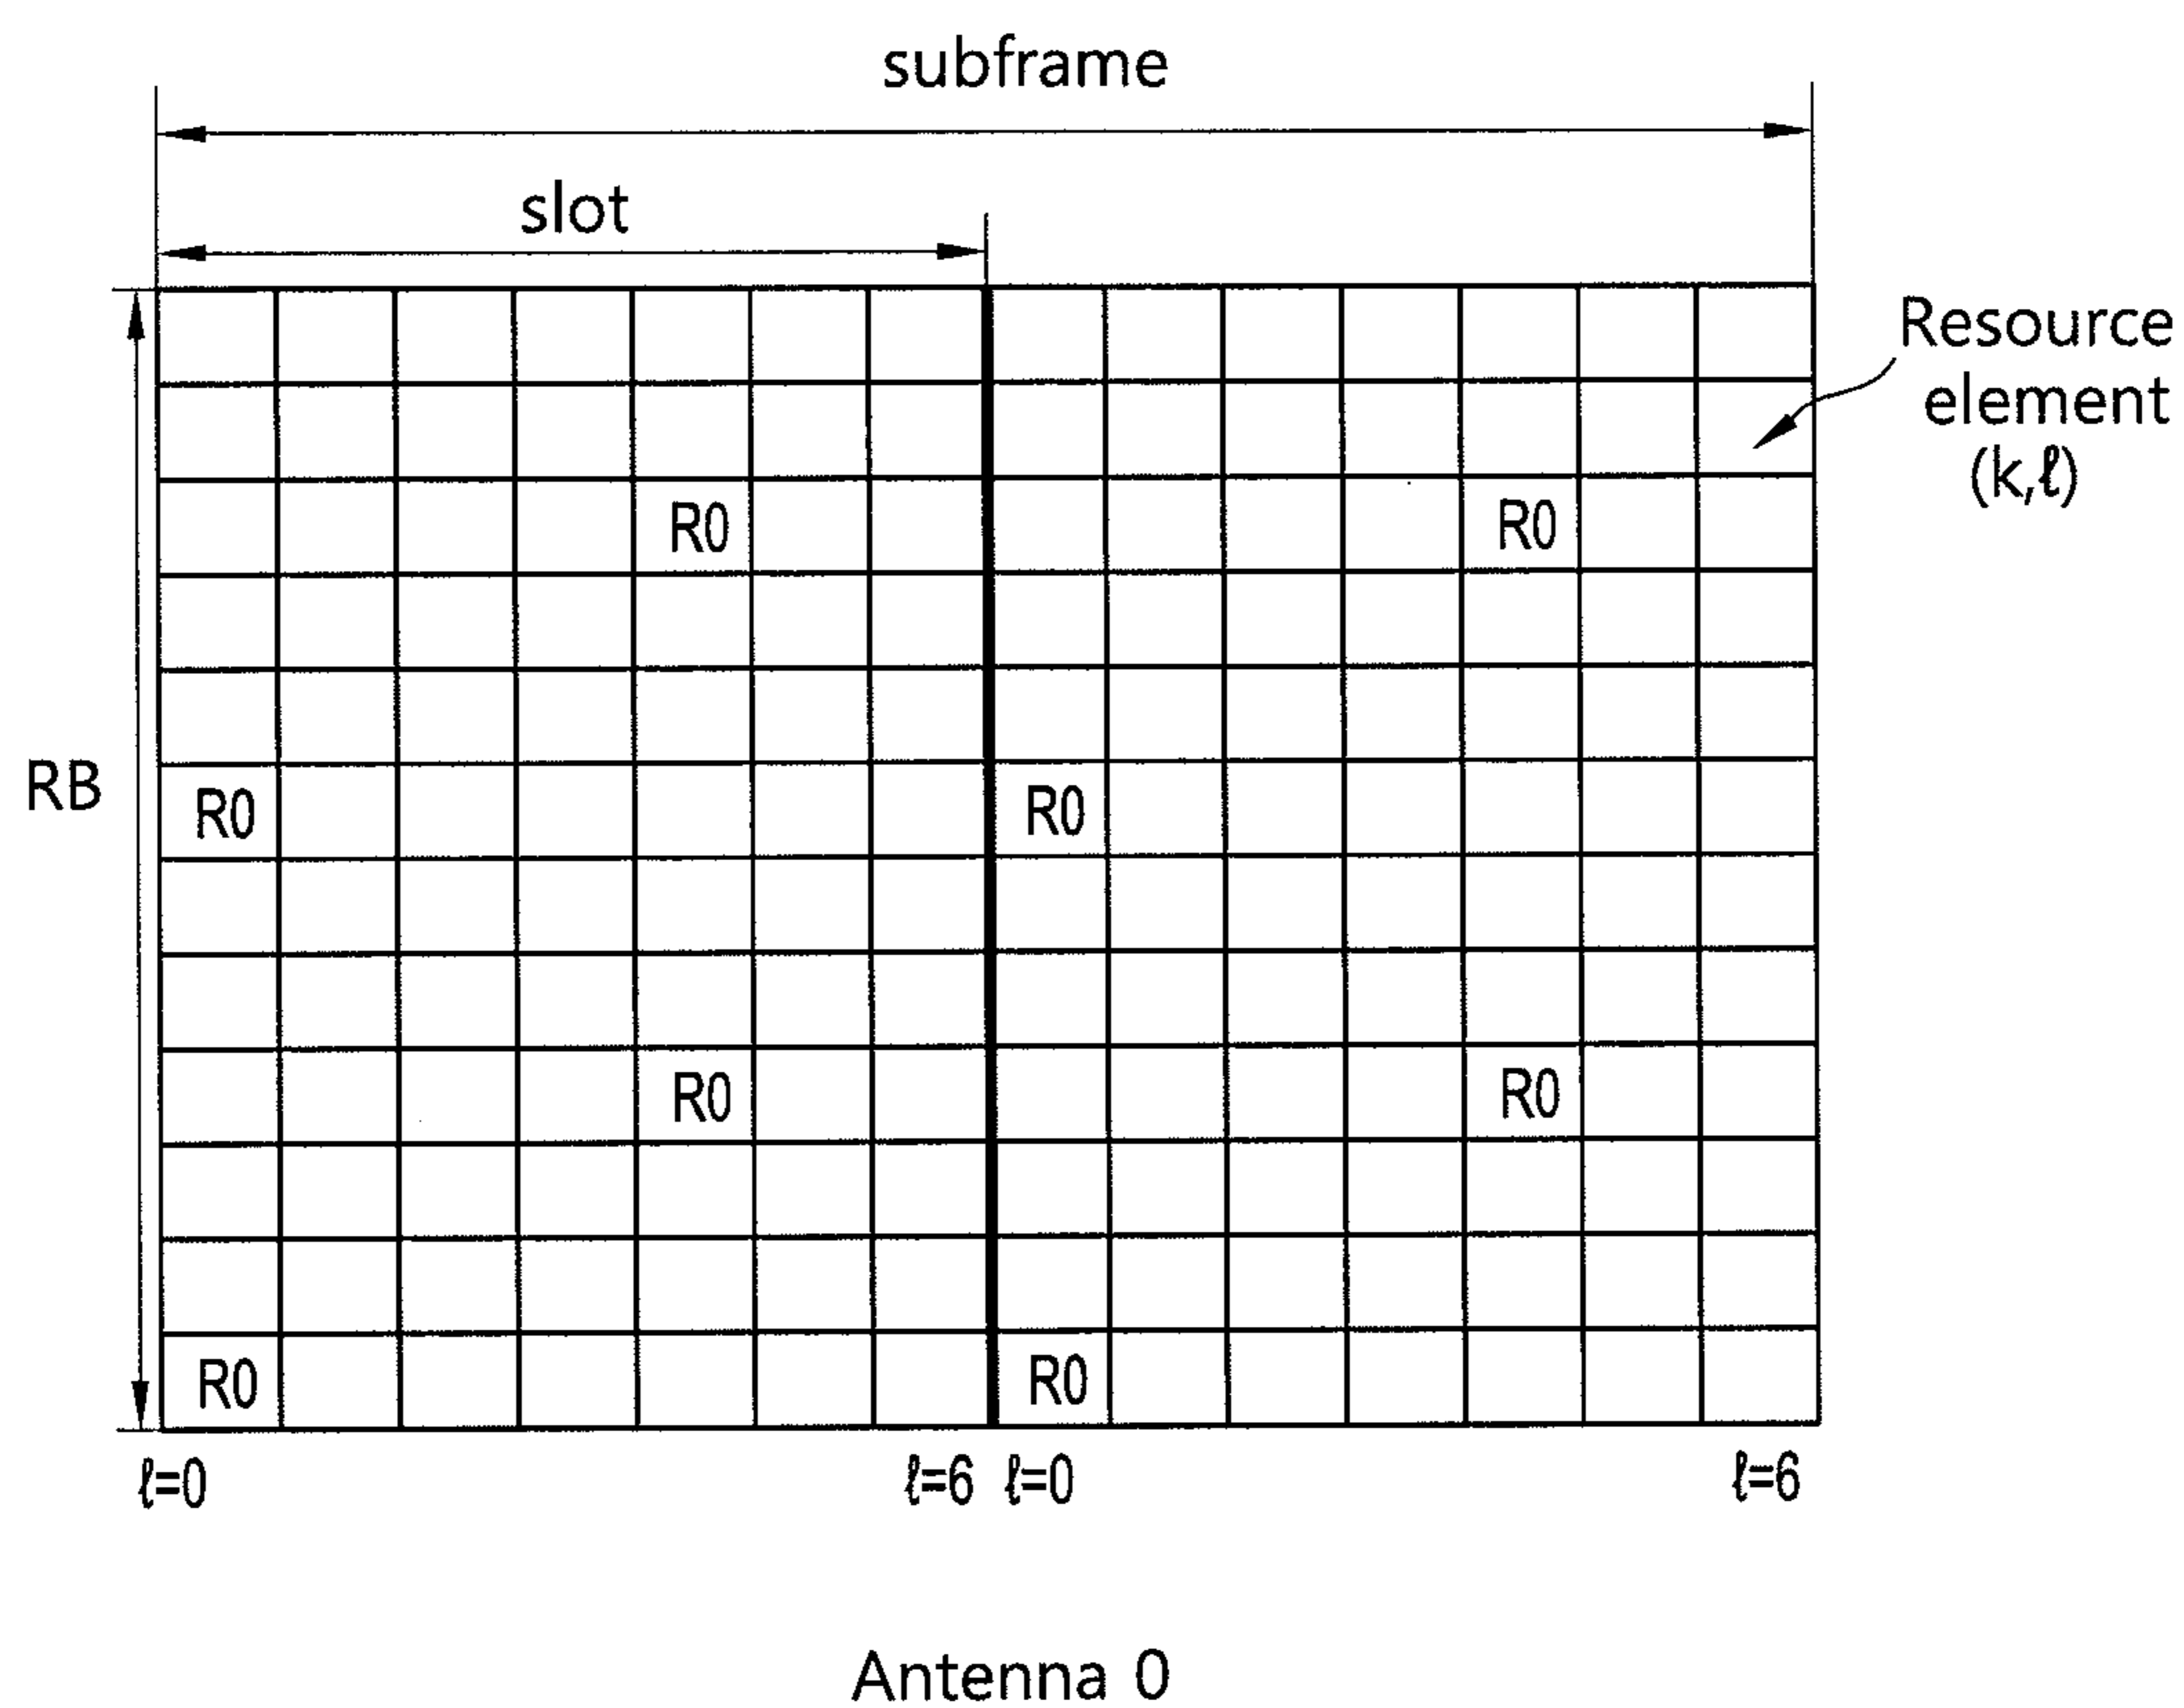 subframe
slot
Resource
element
(k,ℓ)
R0 R0
RB
R0 R0
R0 R0
R0 R0
ℓ=0 ℓ=6 ℓ=0 ℓ=6
Antenna 0